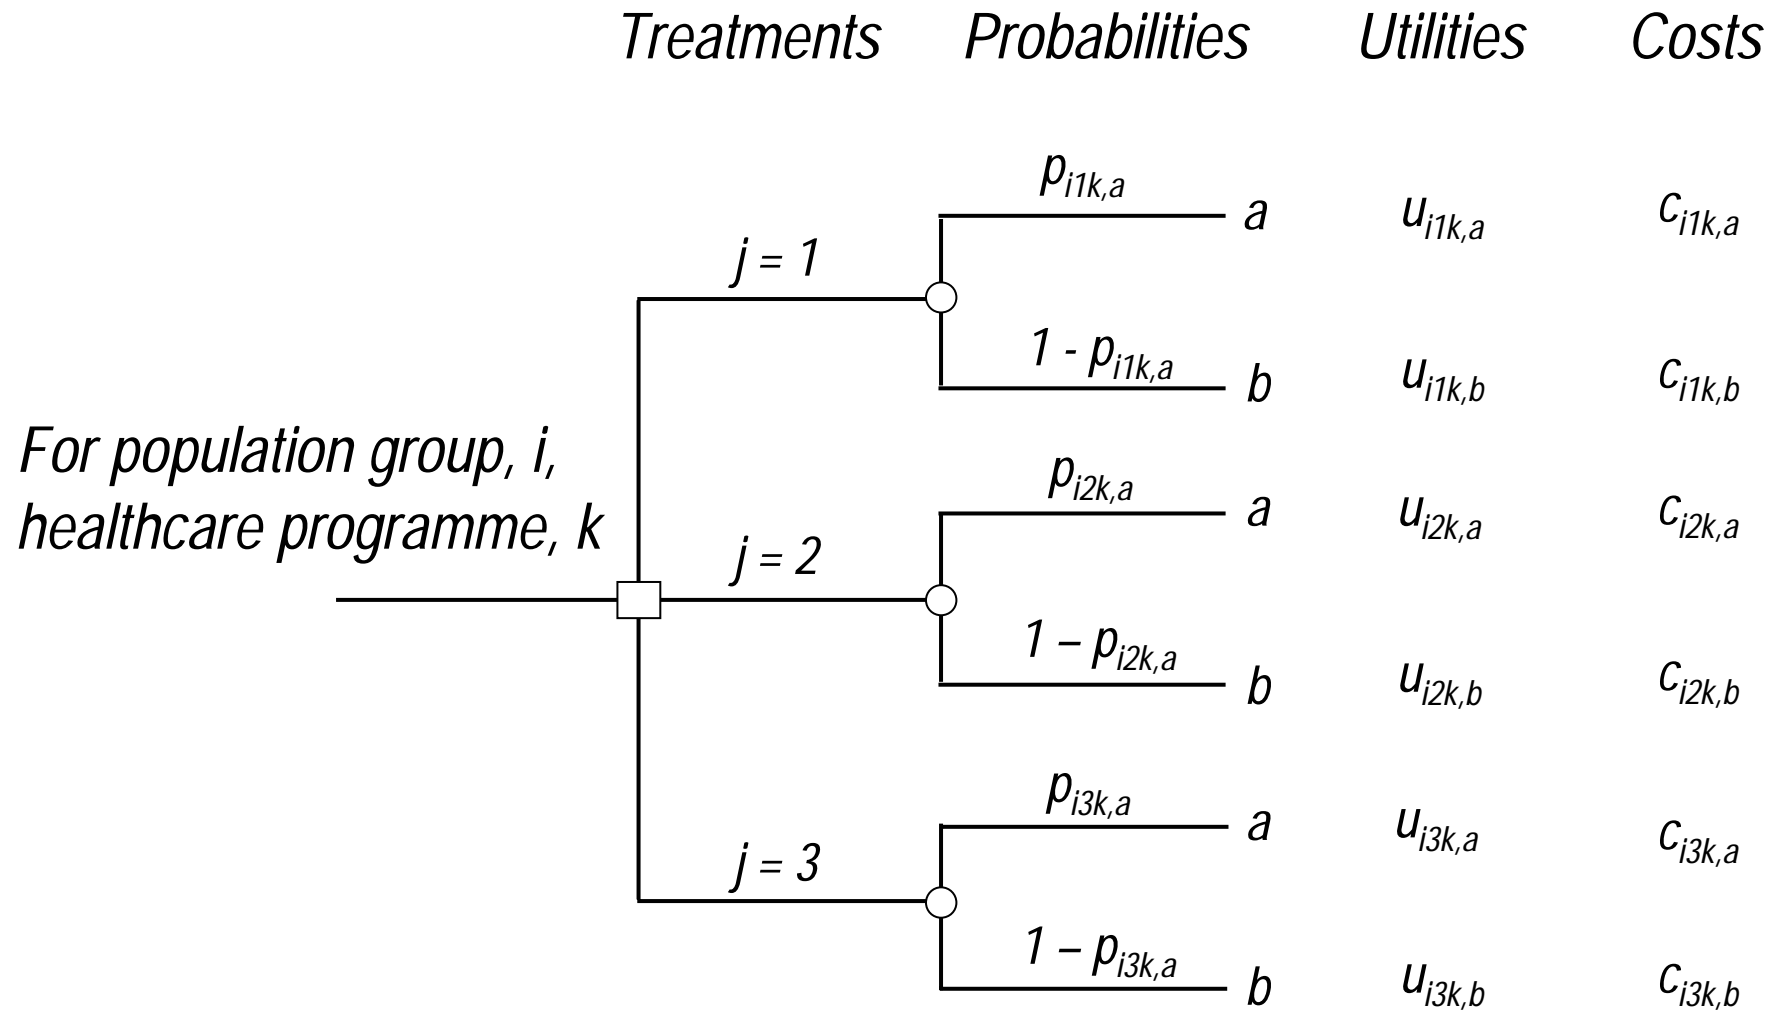 Treatments Probabilities Utilities Costs
p_{i1k,a} a u_{i1k,a} c_{i1k,a}
j = 1
1 - p_{i1k,a} b u_{i1k,b} c_{i1k,b}
For population group, i,
healthcare programme, k
p_{i2k,a} a u_{i2k,a} c_{i2k,a}
j = 2
1 – p_{i2k,a} b u_{i2k,b} c_{i2k,b}
p_{i3k,a} a u_{i3k,a} c_{i3k,a}
j = 3
1 – p_{i3k,a} b u_{i3k,b} c_{i3k,b}